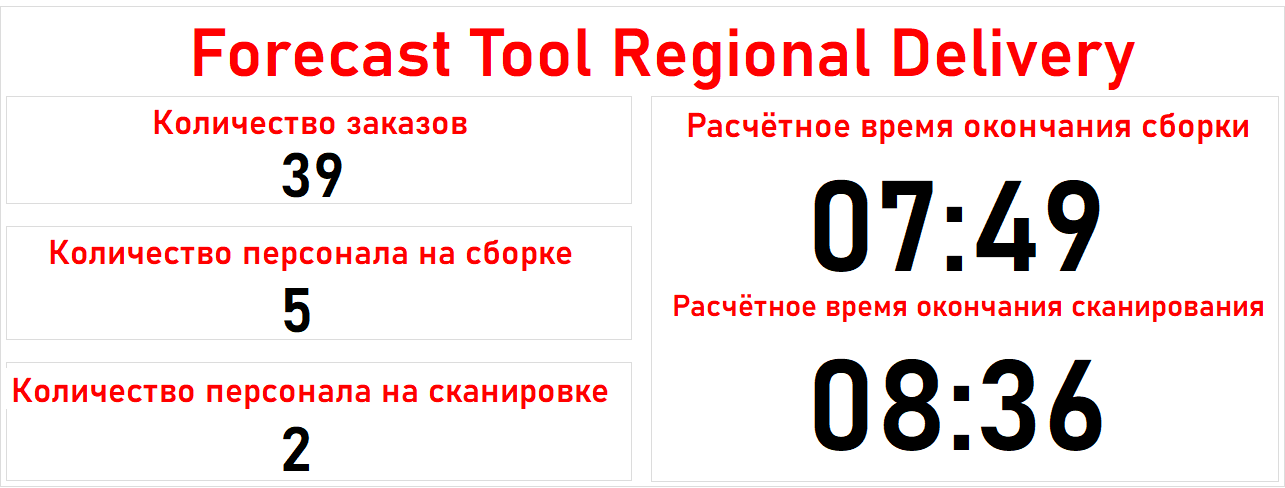 Forecast Tool Regional Delivery
Количество заказов
39
Количество персонала на сборке
5
Количество персонала на сканировке
2
Расчётное время окончания сборки
07:49
Расчётное время окончания сканирования
08:36